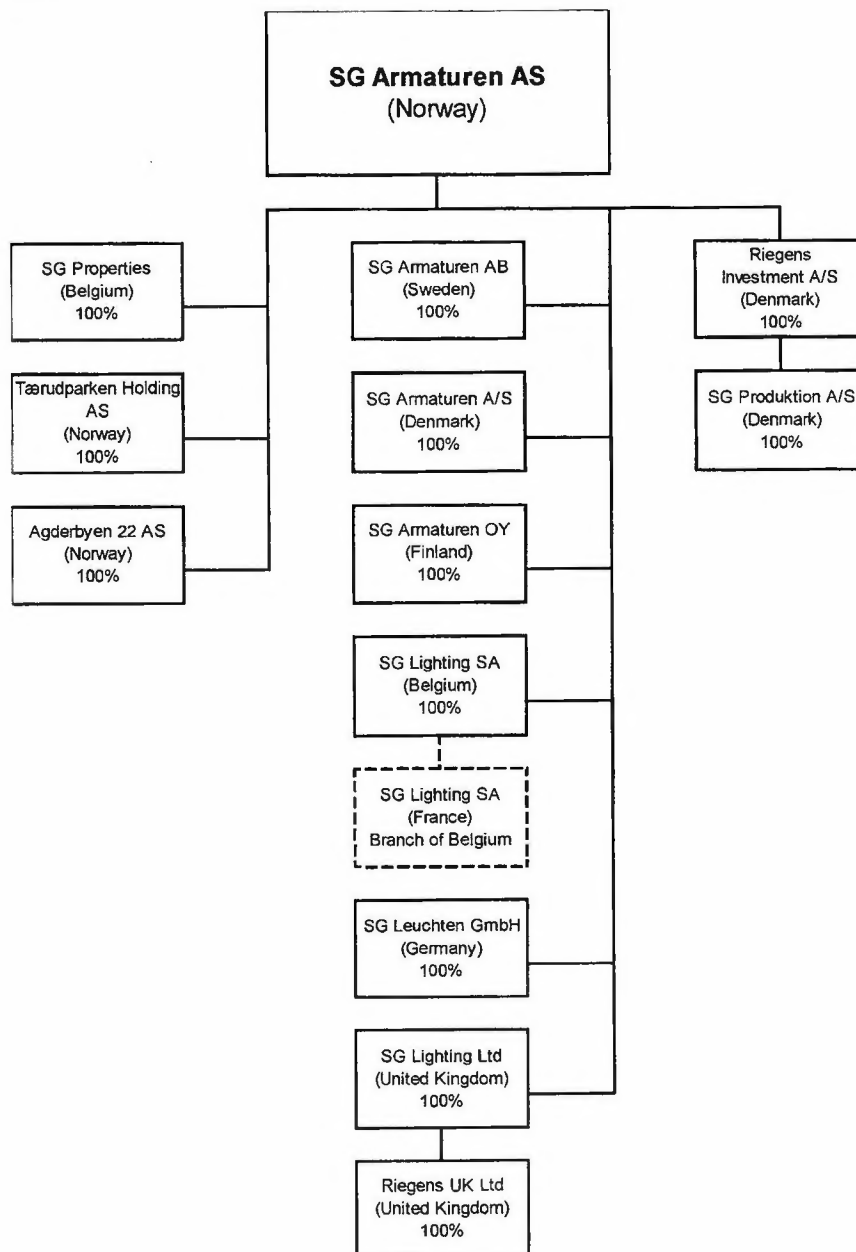 SG Armaturen AS
(Norway)
SG Properties
(Belgium)
100%
Tærudparken Holding
AS
(Norway)
100%
Agderbyen 22 AS
(Norway)
100%
SG Armaturen AB
(Sweden)
100%
SG Armaturen A/S
(Denmark)
100%
SG Armaturen OY
(Finland)
100%
SG Lighting SA
(Belgium)
100%
SG Lighting SA
(France)
Branch of Belgium
SG Leuchten GmbH
(Germany)
100%
SG Lighting Ltd
(United Kingdom)
100%
Riegens UK Ltd
(United Kingdom)
100%
Riegens
Investment A/S
(Denmark)
100%
SG Produktion A/S
(Denmark)
100%